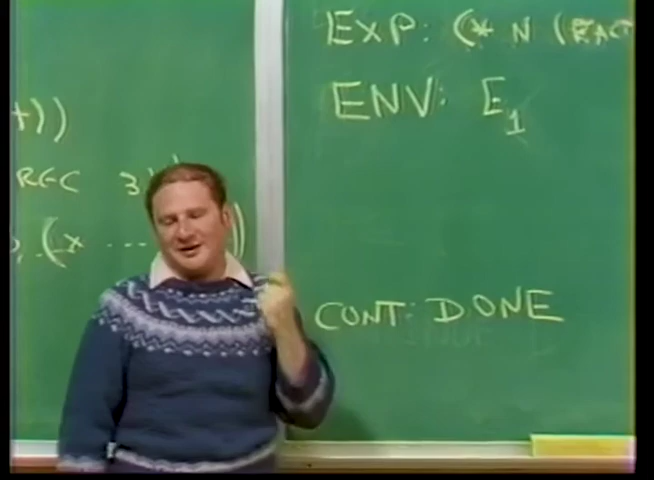 EXP: (* N (FACT
ENV: E1
+))
REC 3
(* ....
CONT: DONE